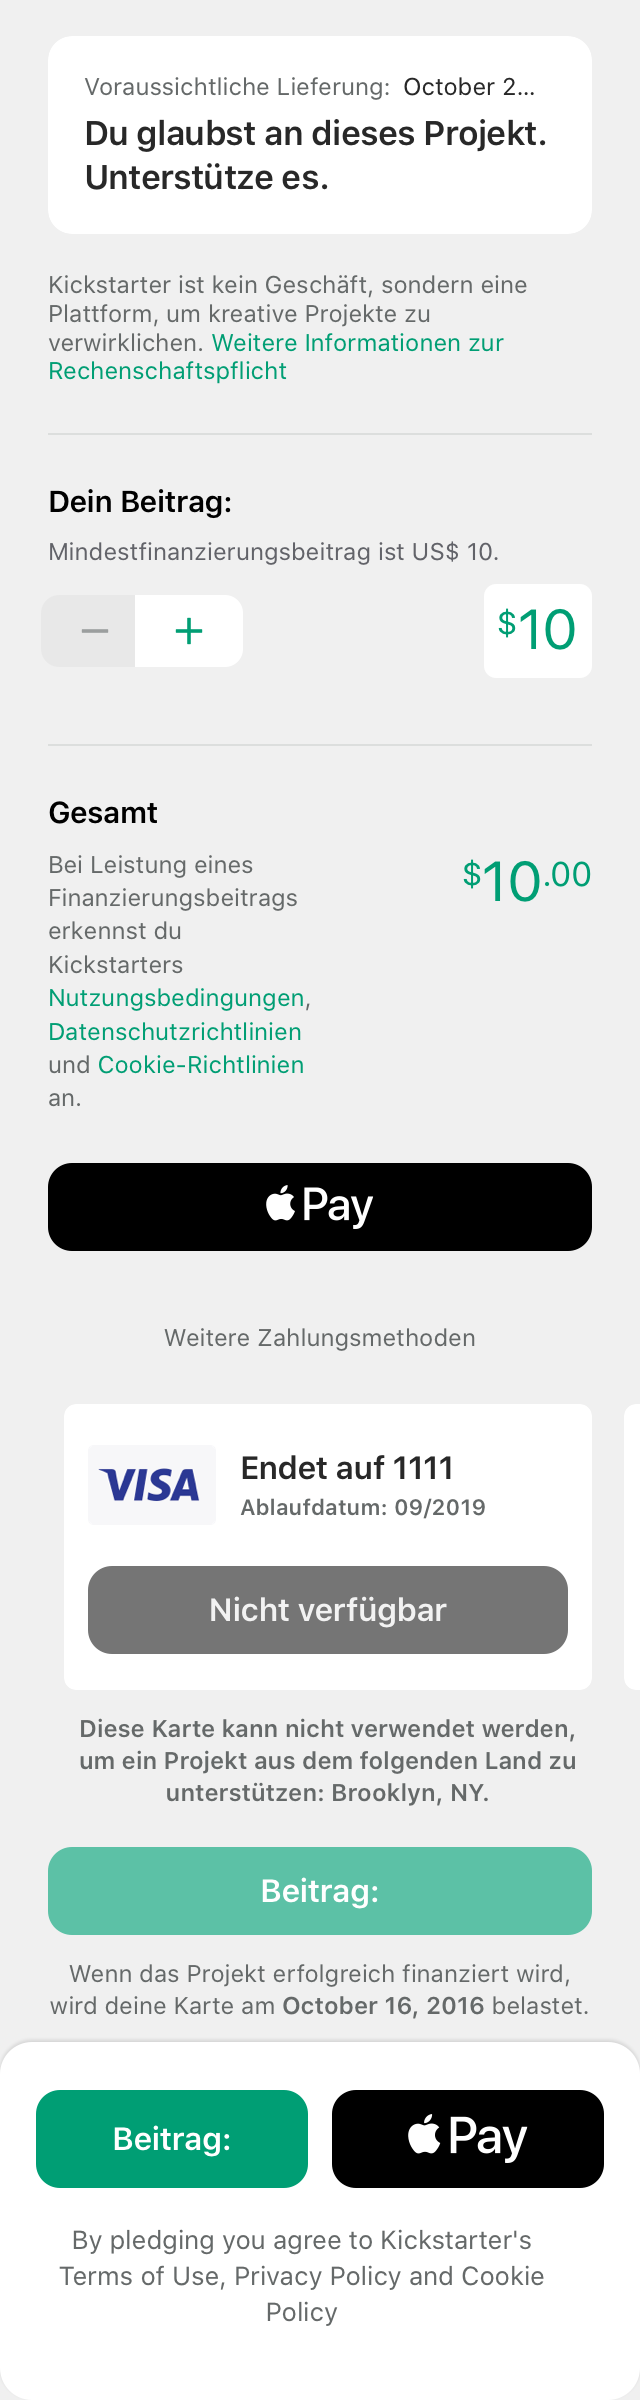 Voraussichtliche Lieferung: October 2...
Du glaubst an dieses Projekt.
Unterstütze es.
Kickstarter ist kein Geschäft, sondern eine
Plattform, um kreative Projekte zu
verwirklichen. Weitere Informationen zur
Rechenschaftspflicht
Dein Beitrag:
Mindestfinanzierungsbeitrag ist US$ 10.
− +
$10
Gesamt
$10.00
Bei Leistung eines
Finanzierungsbeitrags
erkennst du
Kickstarters
Nutzungsbedingungen,
Datenschutzrichtlinien
und Cookie-Richtlinien
an.
Pay
Weitere Zahlungsmethoden
VISA
Endet auf 1111
Ablaufdatum: 09/2019
Nicht verfügbar
Diese Karte kann nicht verwendet werden,
um ein Projekt aus dem folgenden Land zu
unterstützen: Brooklyn, NY.
Beitrag:
Wenn das Projekt erfolgreich finanziert wird,
wird deine Karte am October 16, 2016 belastet.
Beitrag:
Pay
By pledging you agree to Kickstarter's
Terms of Use, Privacy Policy and Cookie
Policy